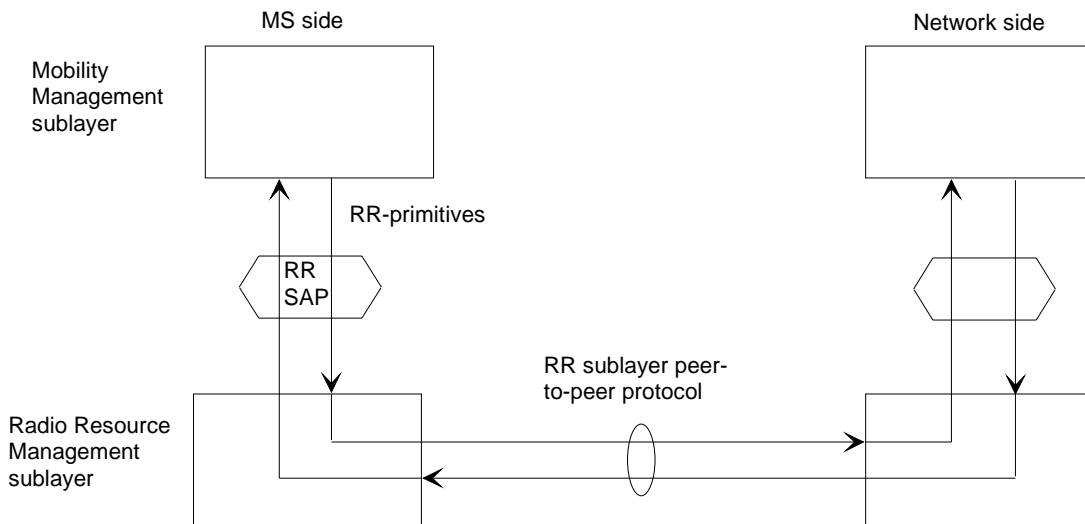 MS side
Network side
Mobility
Management
sublayer
RR-primitives
RR
SAP
RR sublayer peer-
to-peer protocol
Radio Resource
Management
sublayer